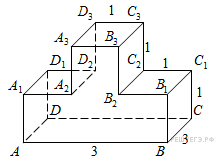 D₃ 1 C₃
A₃ B₃ 1
D₁ D₂ C₂ 1 C₁
A₁ A₂ B₂ B₁ 1
D C
A 3 B 3